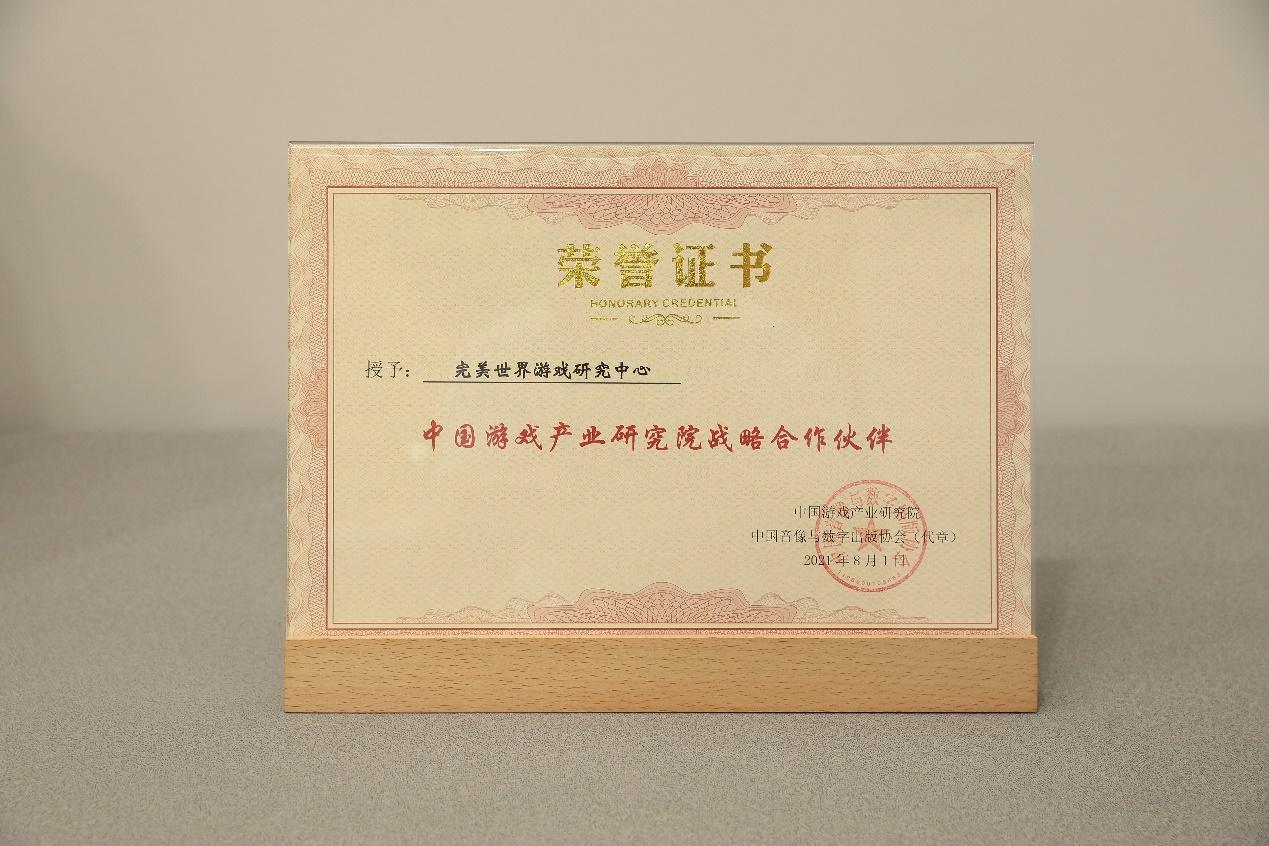 荣誉证书
HONORARY CREDENTIAL
授予：完美世界游戏研究中心
中国游戏产业研究院战略合作伙伴
中国游戏产业研究院
中国音像与数字出版协会（代章）
2021年8月1日